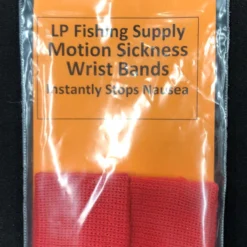 LP Fishing Supply
Motion Sickness
Wrist Bands
Instantly Stops Nausea